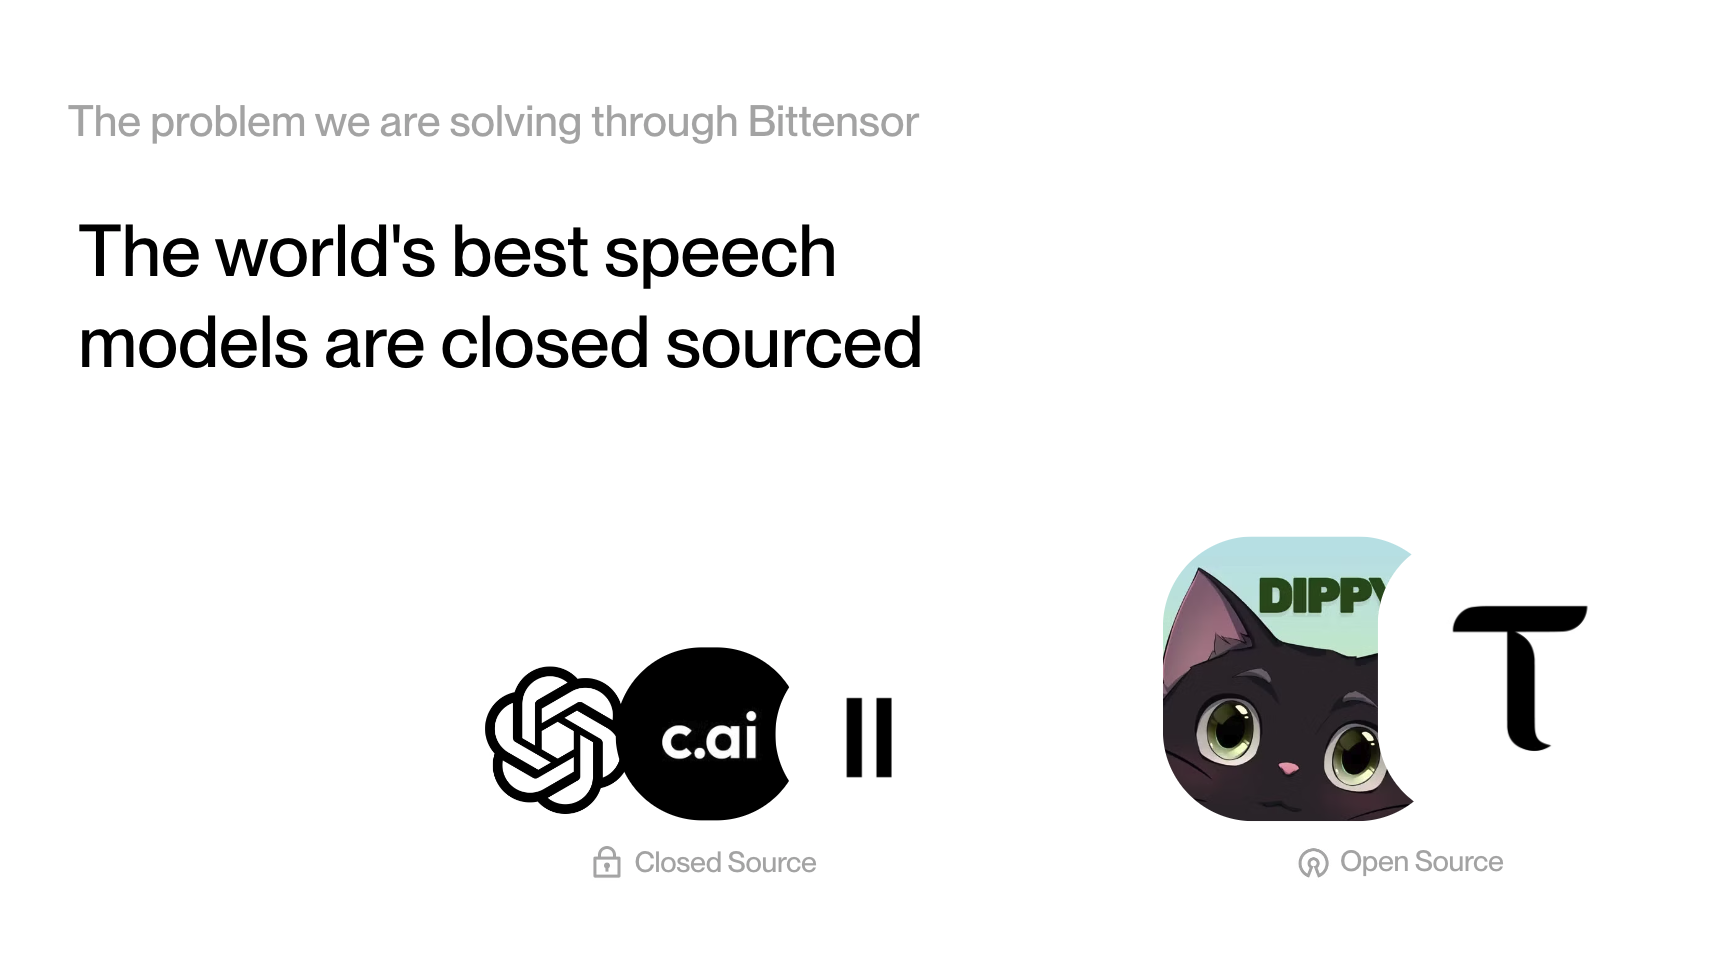 The problem we are solving through Bittensor
The world's best speech
models are closed sourced
DIPPY
c.ai
Closed Source
Open Source